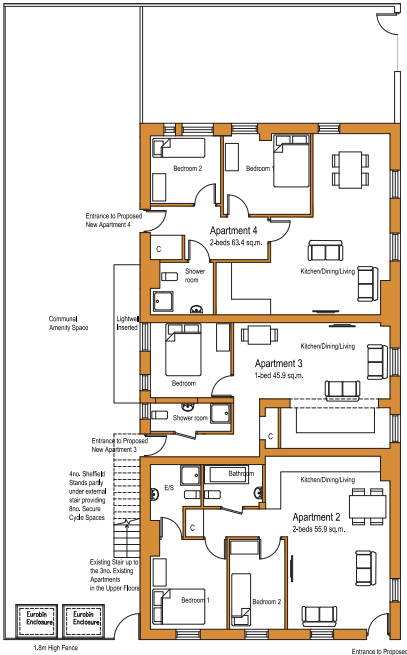 Bedroom 2
Bedroom 1
Entrance to Proposed
New Apartment 4
Apartment 4
2-beds 63.4 sq.m.
C
Shower
room
Kitchen/Dining/Living
Communal
Amenity Space
Lightwell
Inserted
Kitchen/Dining/Living
Apartment 3
1-bed 45.9 sq.m.
Bedroom
Shower room
C
Entrance to Proposed
New Apartment 3
4no. Sheffield
Stands partly
under external
stair providing
8no. Secure
Cycle Spaces
E/S
Bathroom
Kitchen/Dining/Living
C
Apartment 2
2-beds 55.9 sq.m.
Existing Stair up to
the 3no. Existing
Apartments
in the Upper Floors
Bedroom 1
Bedroom 2
Eurobin
Enclosure
Eurobin
Enclosure
1.8m High Fence
Entrance to Proposed